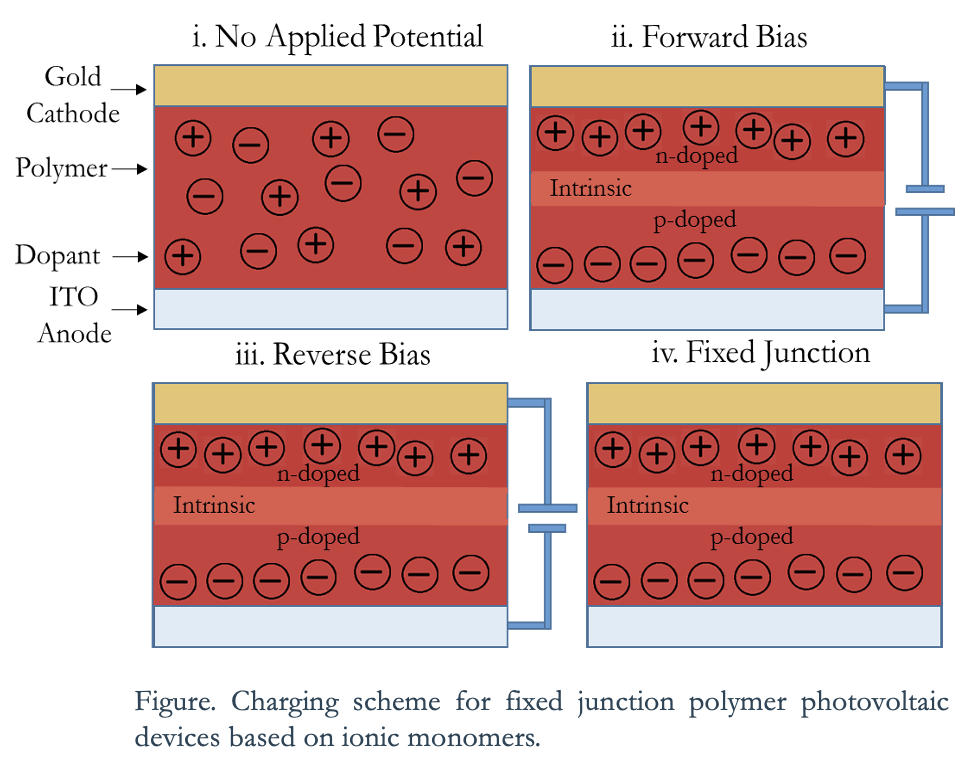 i. No Applied Potential
ii. Forward Bias
Gold
Cathode
Polymer
Dopant
ITO
Anode
+ − + − − + − + − + − + − +
+ + + + + + +
n-doped
Intrinsic
p-doped
− − − − − − −
iii. Reverse Bias
iv. Fixed Junction
+ + + + + + +
n-doped
Intrinsic
p-doped
− − − − − − −
+ + + + + + +
n-doped
Intrinsic
p-doped
− − − − − − −
Figure. Charging scheme for fixed junction polymer photovoltaic
devices based on ionic monomers.